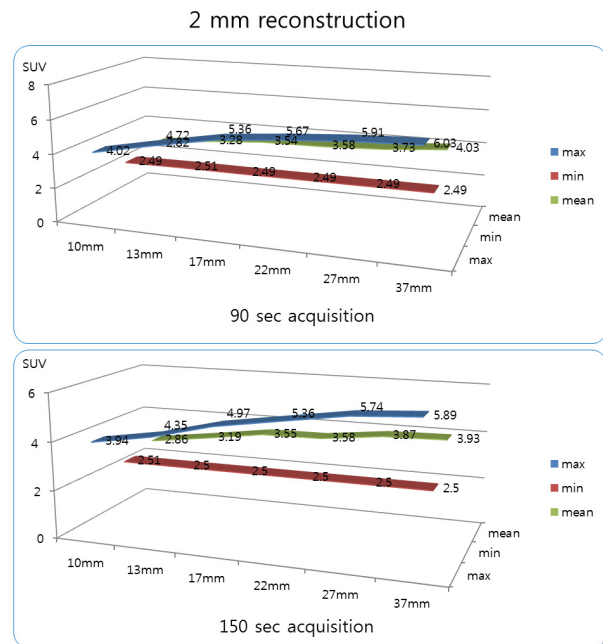 2 mm reconstruction
SUV
8
6
4
2
0
4.02 4.72 5.36 5.67 5.91 6.03
2.82 3.28 3.54 3.58 3.73 4.03
2.49 2.51 2.49 2.49 2.49 2.49
10mm 13mm 17mm 22mm 27mm 37mm
mean
min
max
max
min
mean
90 sec acquisition
SUV
6
4
2
0
3.94 4.35 4.97 5.36 5.74 5.89
2.86 3.19 3.55 3.58 3.87 3.93
2.51 2.5 2.5 2.5 2.5 2.5
10mm 13mm 17mm 22mm 27mm 37mm
mean
min
max
max
min
mean
150 sec acquisition